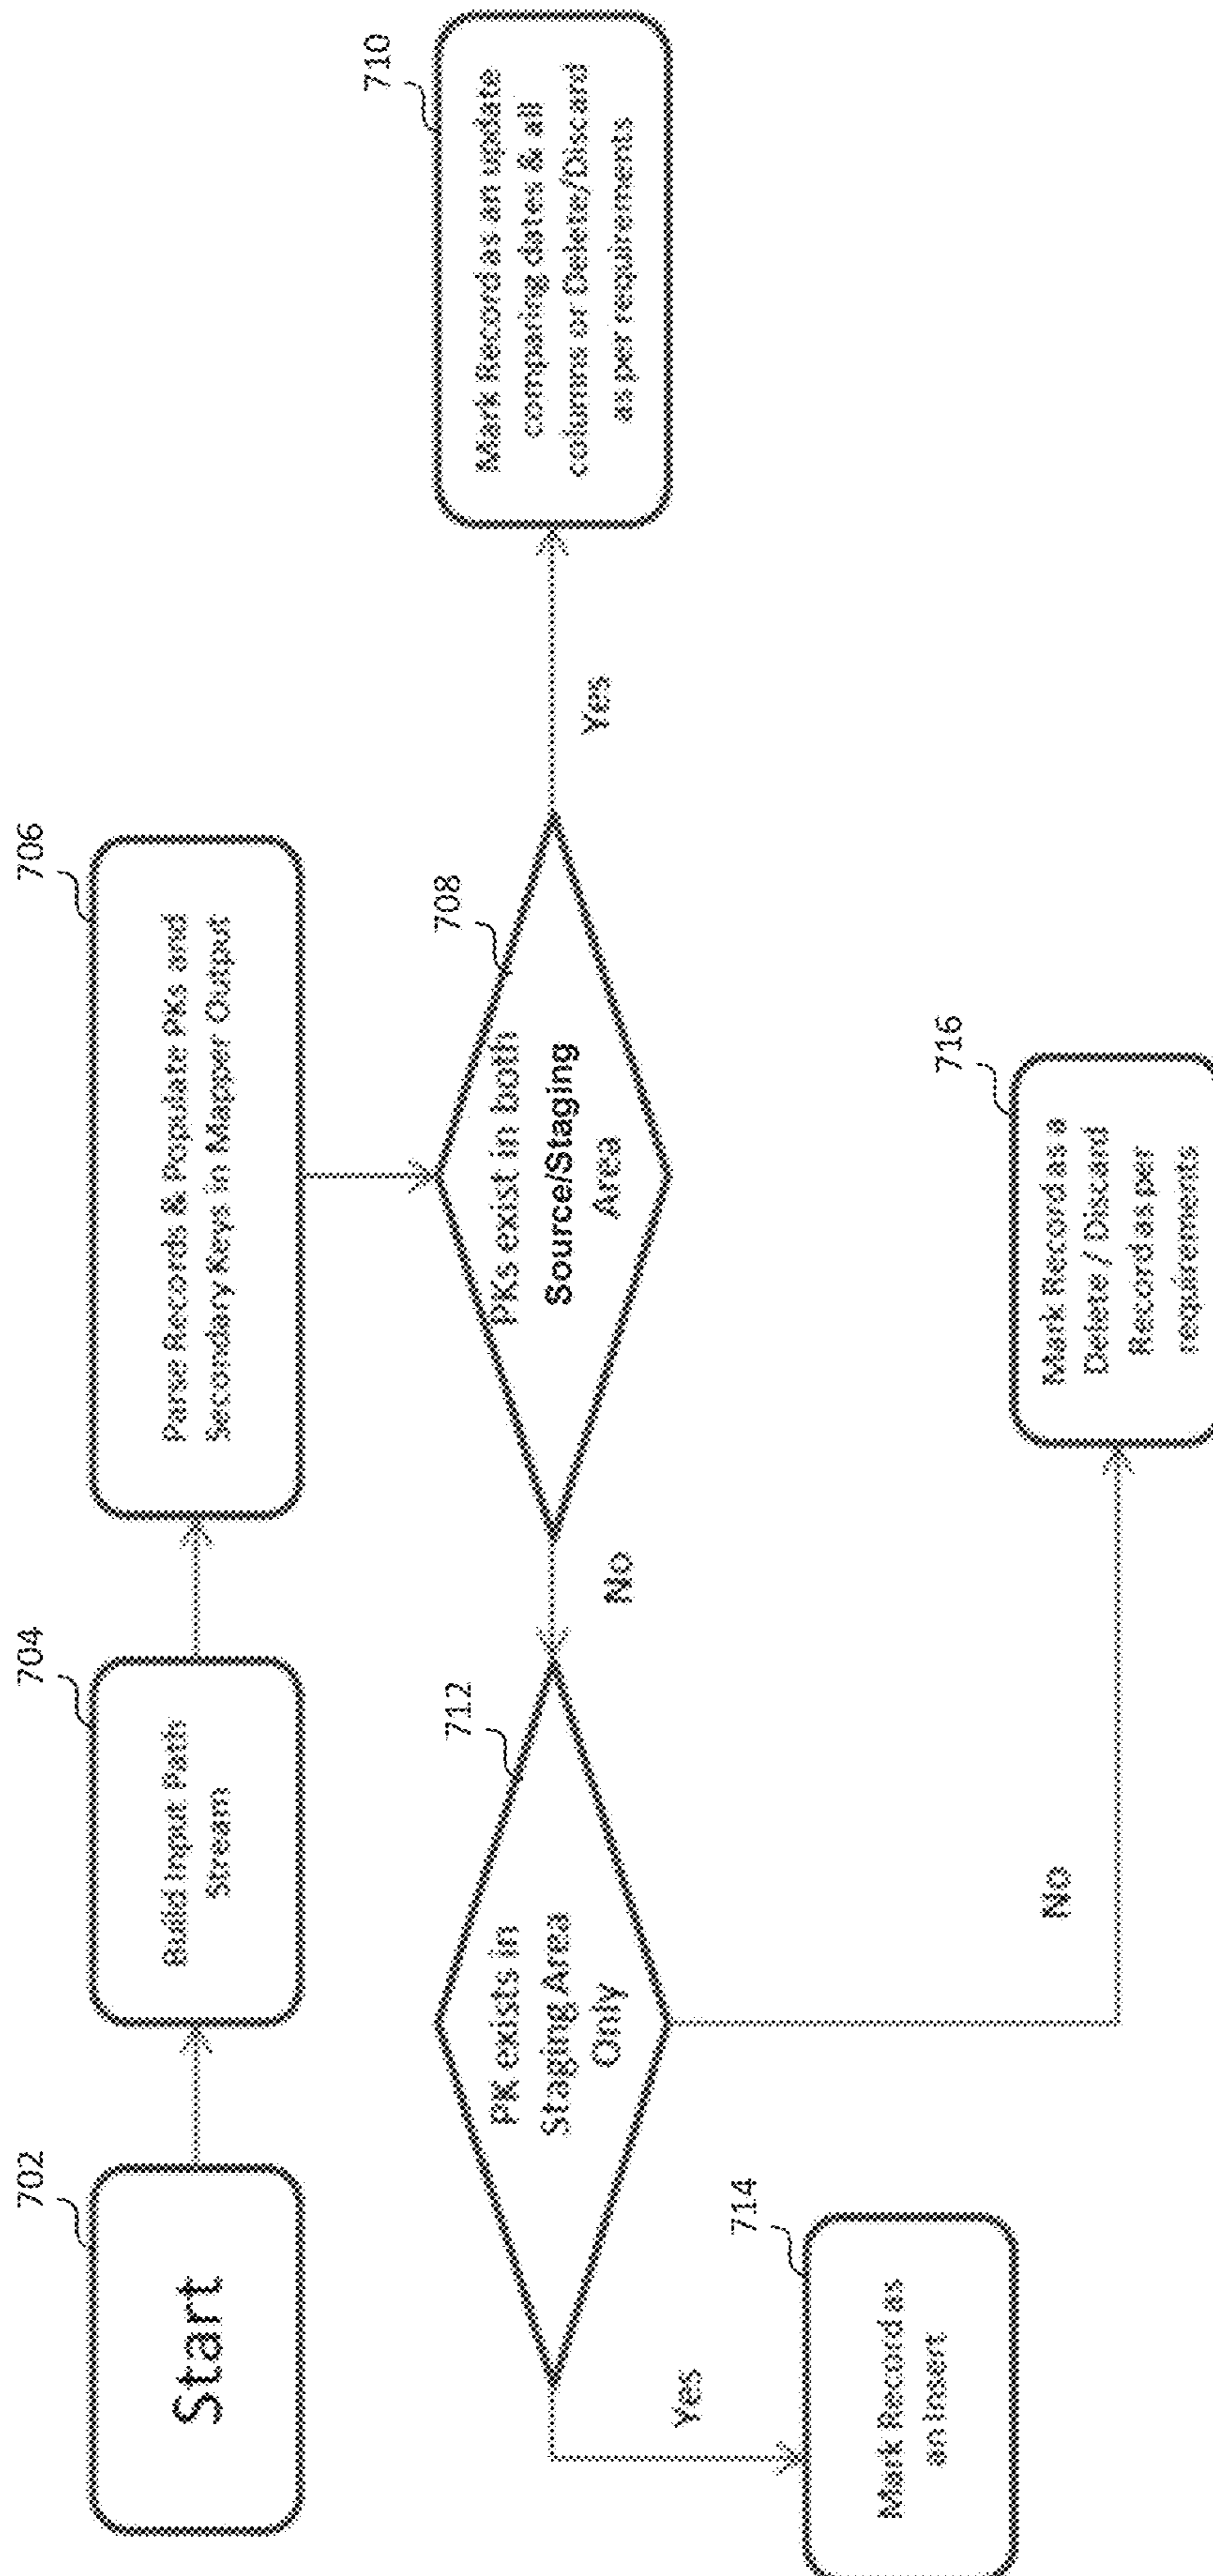 702
Start
704
Build Input Path
Stream
706
Parse Records & Populate PKs and
Secondary Keys in Mapper Output
708
PKs exist in both
Source/Staging
Area
Yes
710
Mark Record as an update
comparing dates & all
columns or Delete/Discard
as per requirements
No
712
PK exists in
Staging Area
Only
Yes
714
Mark Record as
an Insert
No
716
Mark Record as a
Delete / Discard
Record as per
requirements